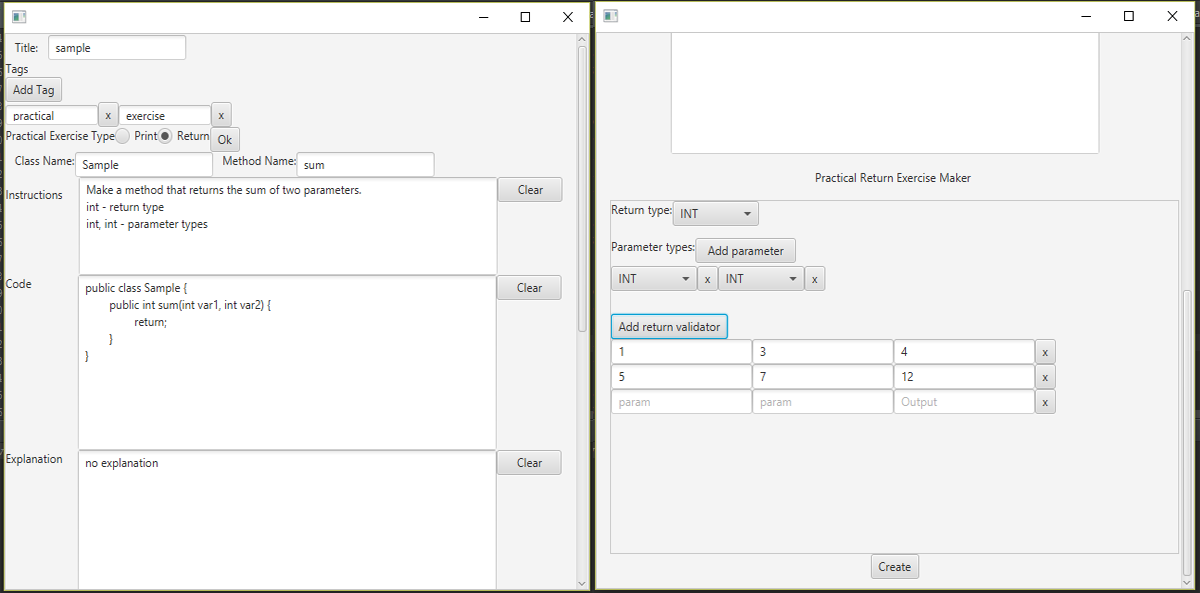 Title: sample
Tags
Add Tag
practical x exercise x
Practical Exercise Type Print Return Ok
Class Name: Sample Method Name: sum
Instructions
Make a method that returns the sum of two parameters.
int - return type
int, int - parameter types
Clear
Code
public class Sample {
public int sum(int var1, int var2) {
return;
}
}
Clear
Explanation
no explanation
Clear
Practical Return Exercise Maker
Return type: INT
Parameter types: Add parameter
INT x INT x
Add return validator
1 3 4 x
5 7 12 x
param param Output x
Create